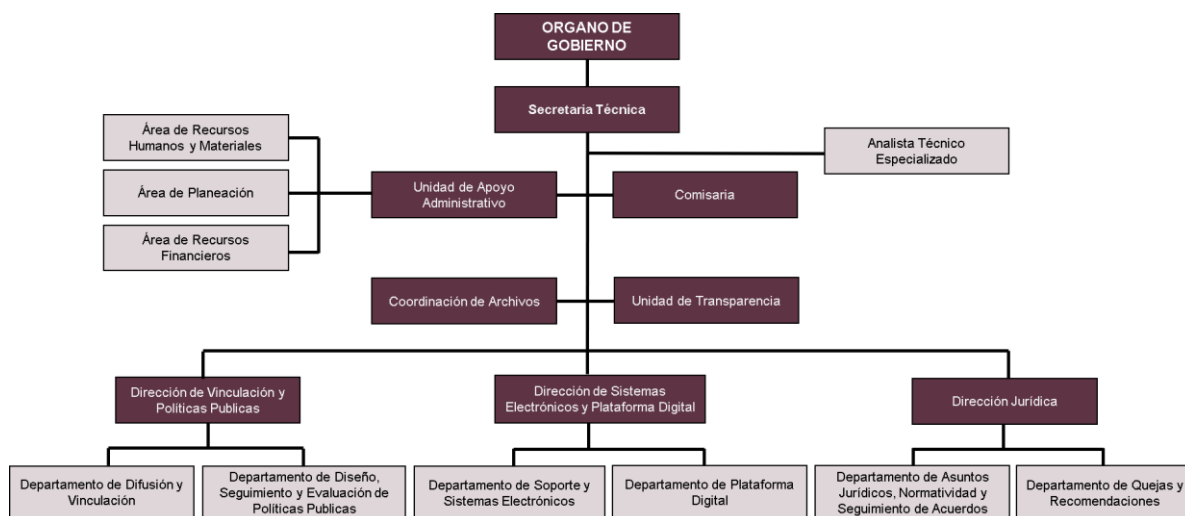 ORGANO DE
GOBIERNO
Secretaria Técnica
Área de Recursos
Humanos y Materiales
Analista Técnico
Especializado
Área de Planeación
Unidad de Apoyo
Administrativo
Comisaria
Área de Recursos
Financieros
Coordinación de Archivos
Unidad de Transparencia
Dirección de Vinculación y
Políticas Publicas
Dirección de Sistemas
Electrónicos y Plataforma Digital
Dirección Jurídica
Departamento de Difusión y
Vinculación
Departamento de Diseño,
Seguimiento y Evaluación de
Políticas Publicas
Departamento de Soporte y
Sistemas Electrónicos
Departamento de Plataforma
Digital
Departamento de Asuntos
Jurídicos, Normatividad y
Seguimiento de Acuerdos
Departamento de Quejas y
Recomendaciones